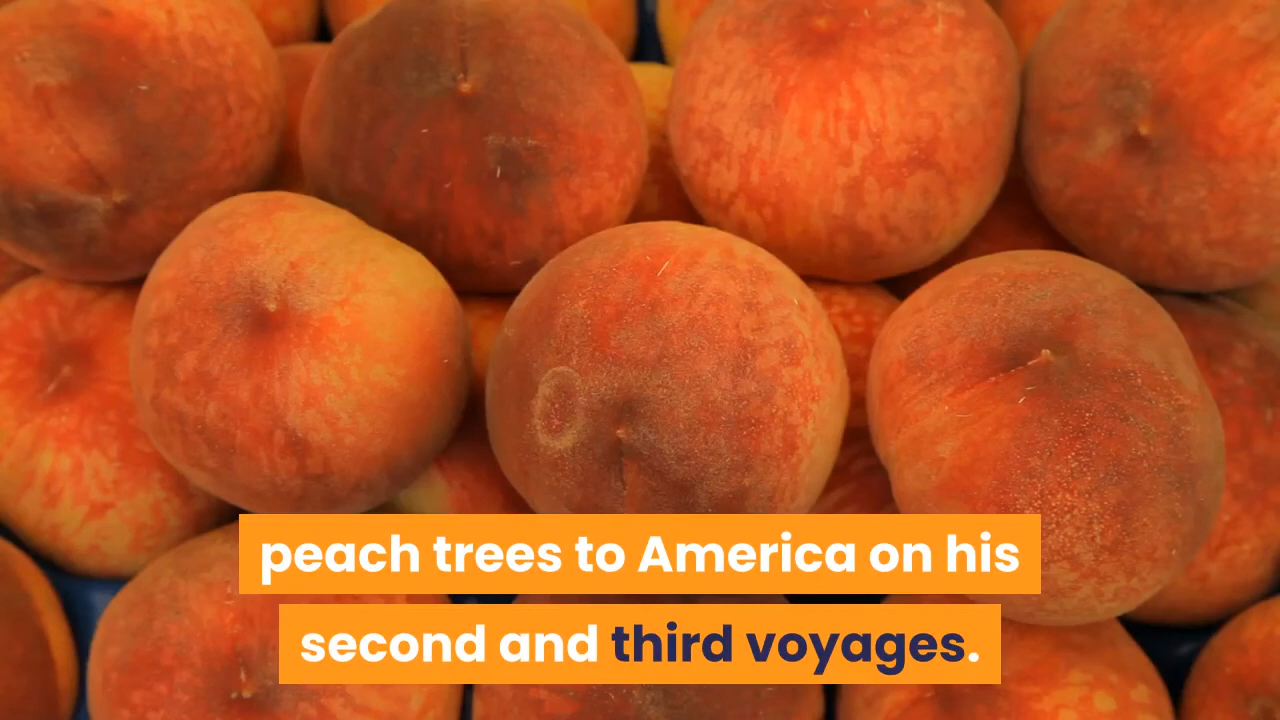 peach trees to America on his
second and third voyages.